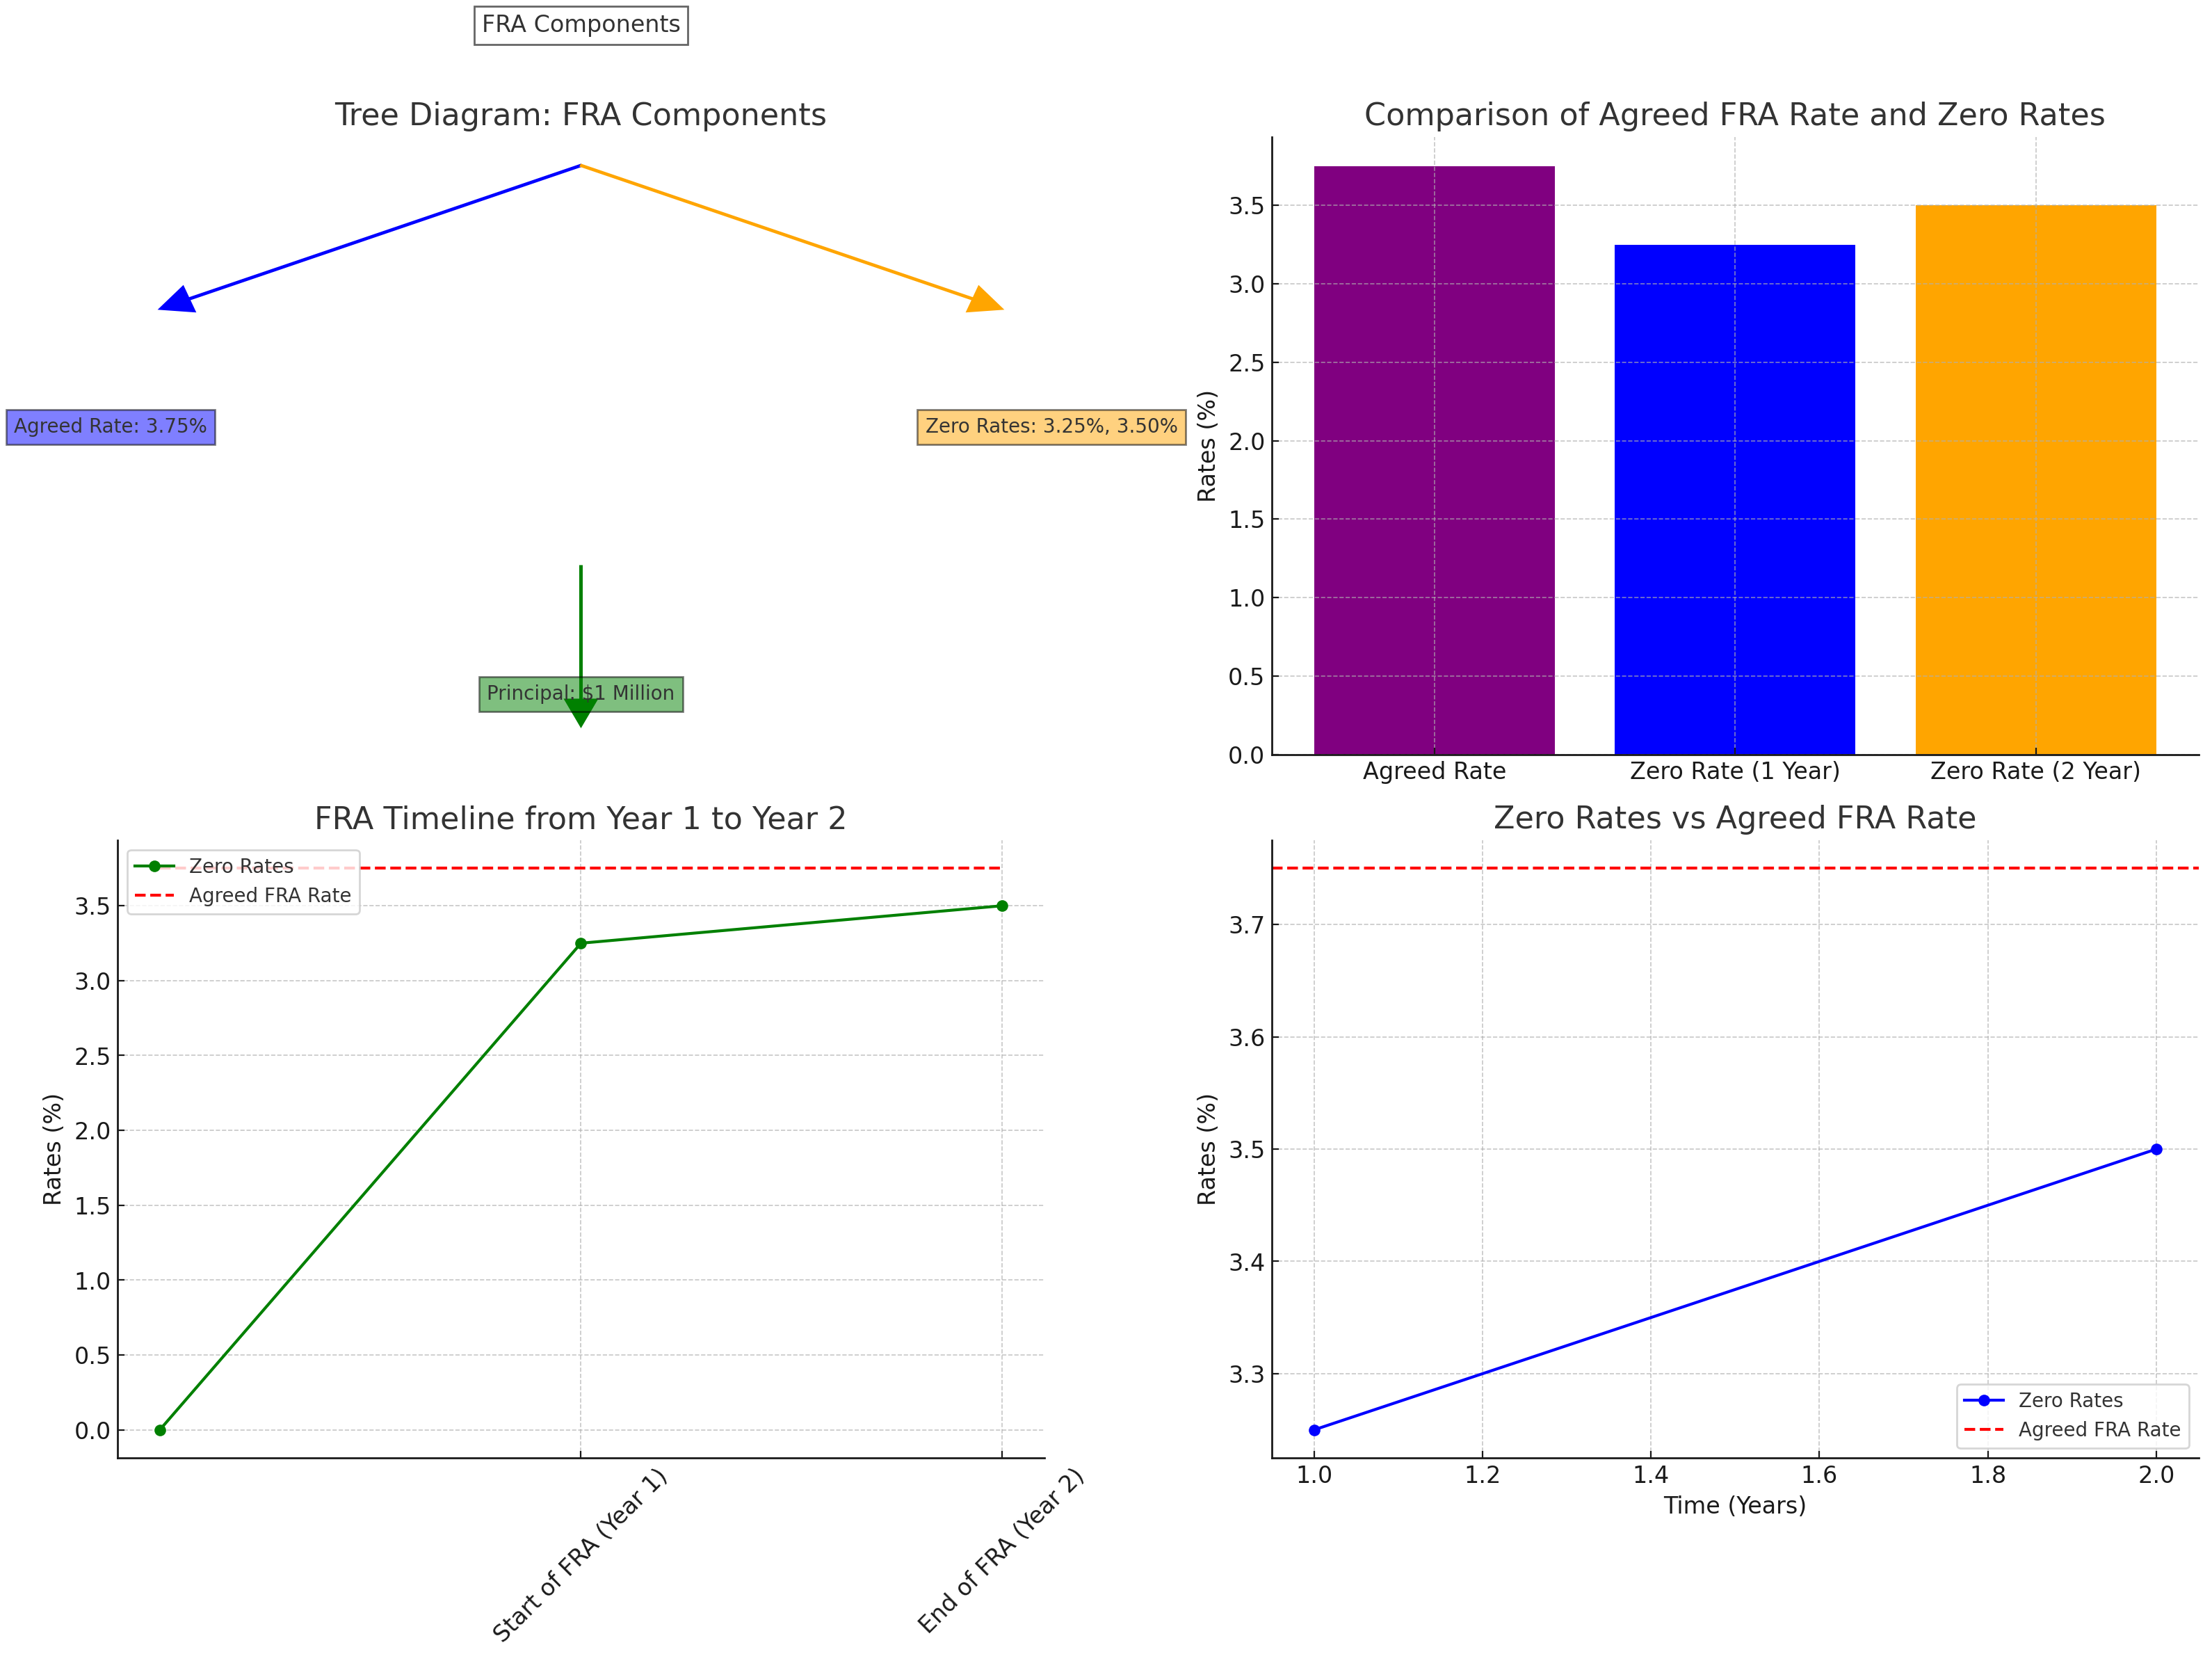 FRA Components
Tree Diagram: FRA Components
Agreed Rate: 3.75%
Zero Rates: 3.25%, 3.50%
Principal: $1 Million
Comparison of Agreed FRA Rate and Zero Rates
Rates (%)
3.5
3.0
2.5
2.0
1.5
1.0
0.5
0.0
Agreed Rate
Zero Rate (1 Year)
Zero Rate (2 Year)
FRA Timeline from Year 1 to Year 2
Zero Rates
Agreed FRA Rate
Rates (%)
3.5
3.0
2.5
2.0
1.5
1.0
0.5
0.0
Start of FRA (Year 1)
End of FRA (Year 2)
Zero Rates vs Agreed FRA Rate
Rates (%)
3.7
3.6
3.5
3.4
3.3
Zero Rates
Agreed FRA Rate
1.0
1.2
1.4
1.6
1.8
2.0
Time (Years)